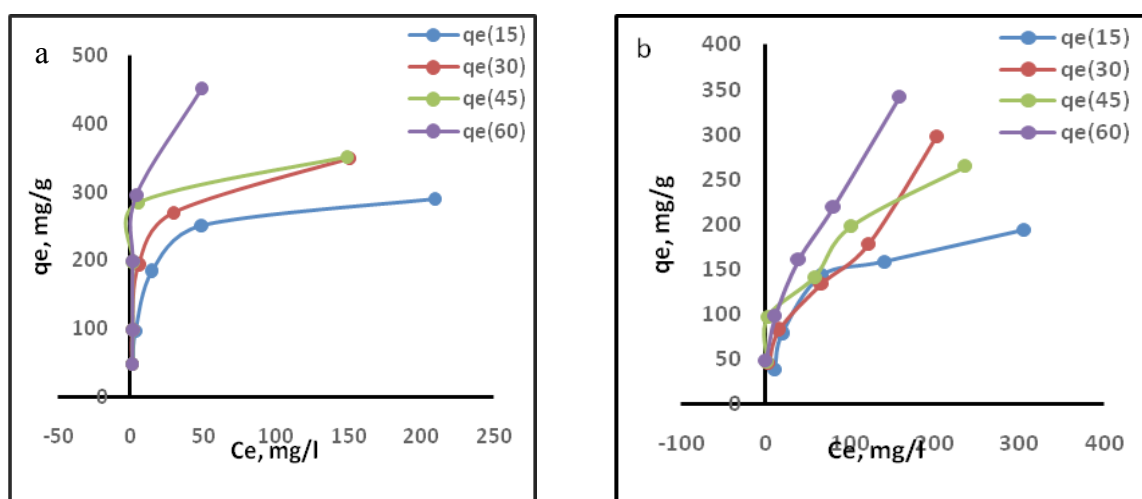 a
qe(15)
qe(30)
qe(45)
qe(60)
500
400
300
200
100
0
qe, mg/g
-50 0 50 100 150 200 250
Ce, mg/l
b
qe(15)
qe(30)
qe(45)
qe(60)
400
350
300
250
200
150
100
50
0
qe, mg/g
-100 0 100 200 300 400
Ce, mg/l